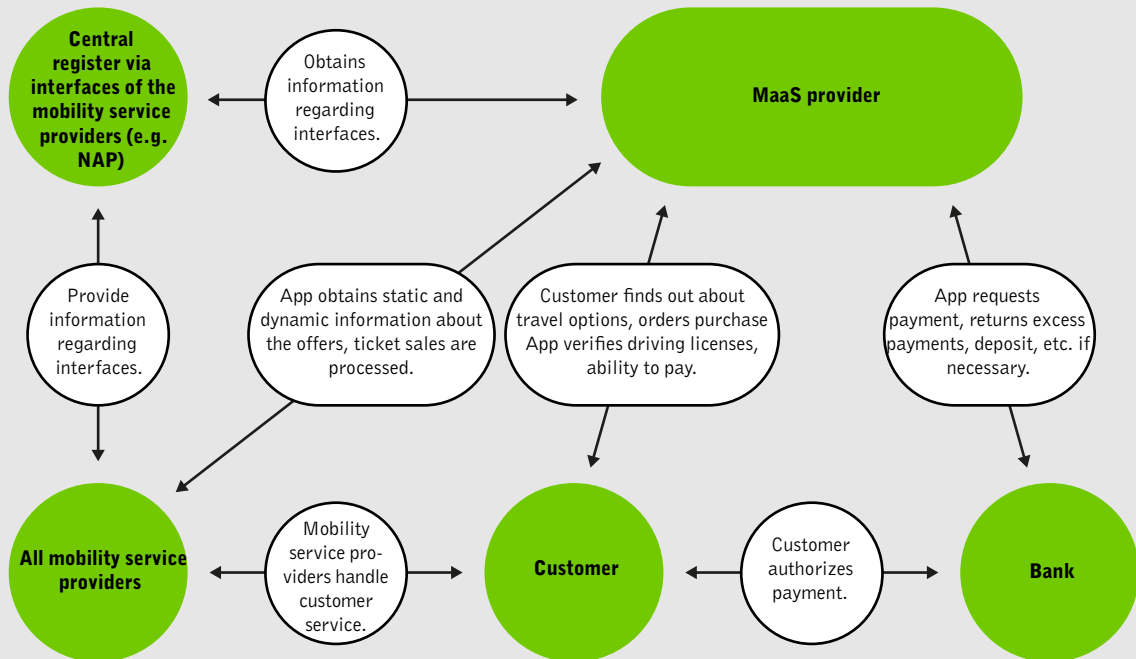 Central
register via
interfaces of the
mobility service
providers (e.g.
NAP)
Obtains
information
regarding
interfaces.
MaaS provider
Provide
information
regarding
interfaces.
App obtains static and
dynamic information about
the offers, ticket sales are
processed.
Customer finds out about
travel options, orders purchase
App verifies driving licenses,
ability to pay.
App requests
payment, returns excess
payments, deposit, etc. if
necessary.
All mobility service
providers
Mobility
service pro-
viders handle
customer
service.
Customer
Customer
authorizes
payment.
Bank